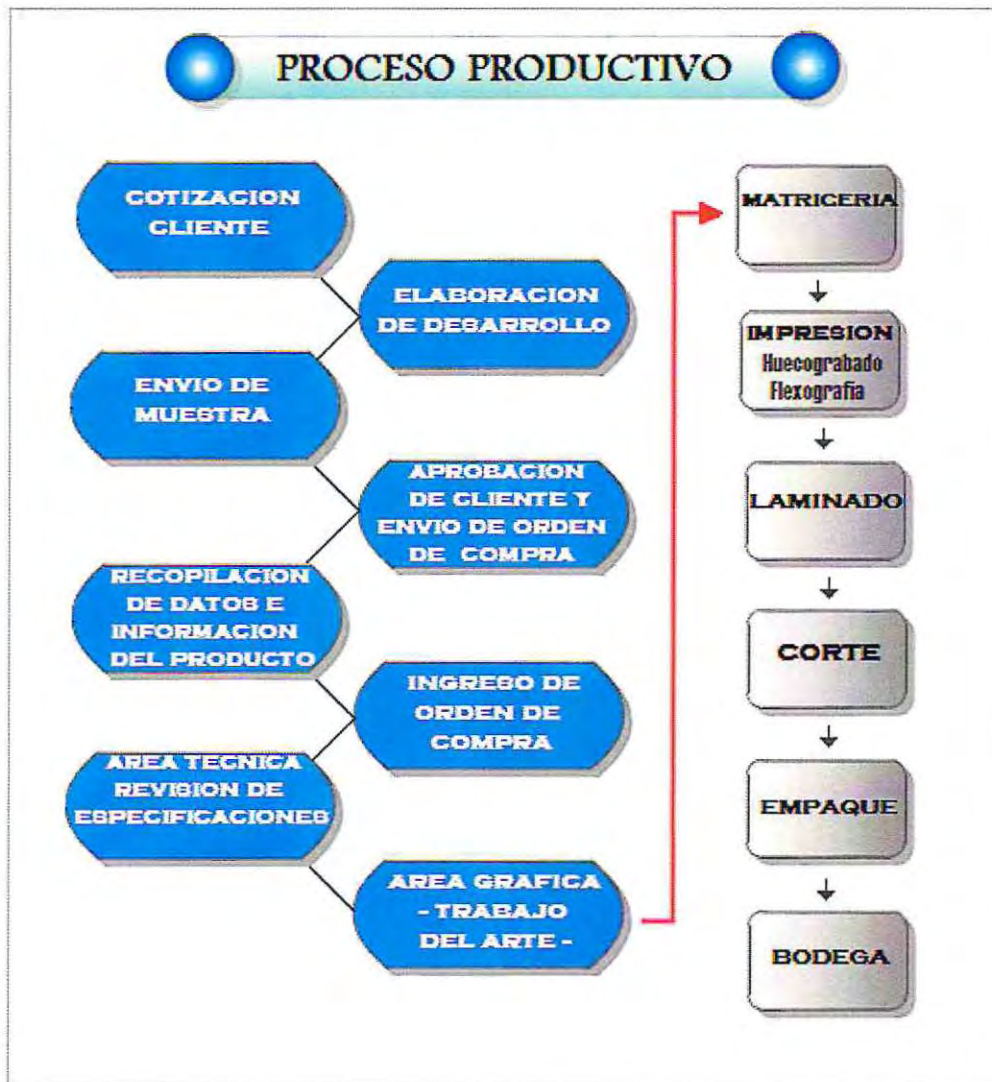 PROCESO PRODUCTIVO
COTIZACION
CLIENTE
ELABORACION
DE DESARROLLO
ENVIO DE
MUESTRA
APROBACION
DE CLIENTE Y
ENVIO DE ORDEN
DE COMPRA
RECOPILACION
DE DATOS E
INFORMACION
DEL PRODUCTO
INGRESO DE
ORDEN DE
COMPRA
AREA TECNICA
REVISION DE
ESPECIFICACIONES
AREA GRAFICA
- TRABAJO
DEL ARTE -
MATRICERIA
IMPRESION
Huecograbado
Flexografia
LAMINADO
CORTE
EMPAQUE
BODEGA